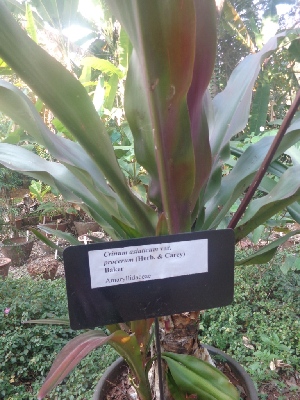 Crinum asiaticum var.
procerum (Herb. & Carey)
Baker
Amaryllidaceae